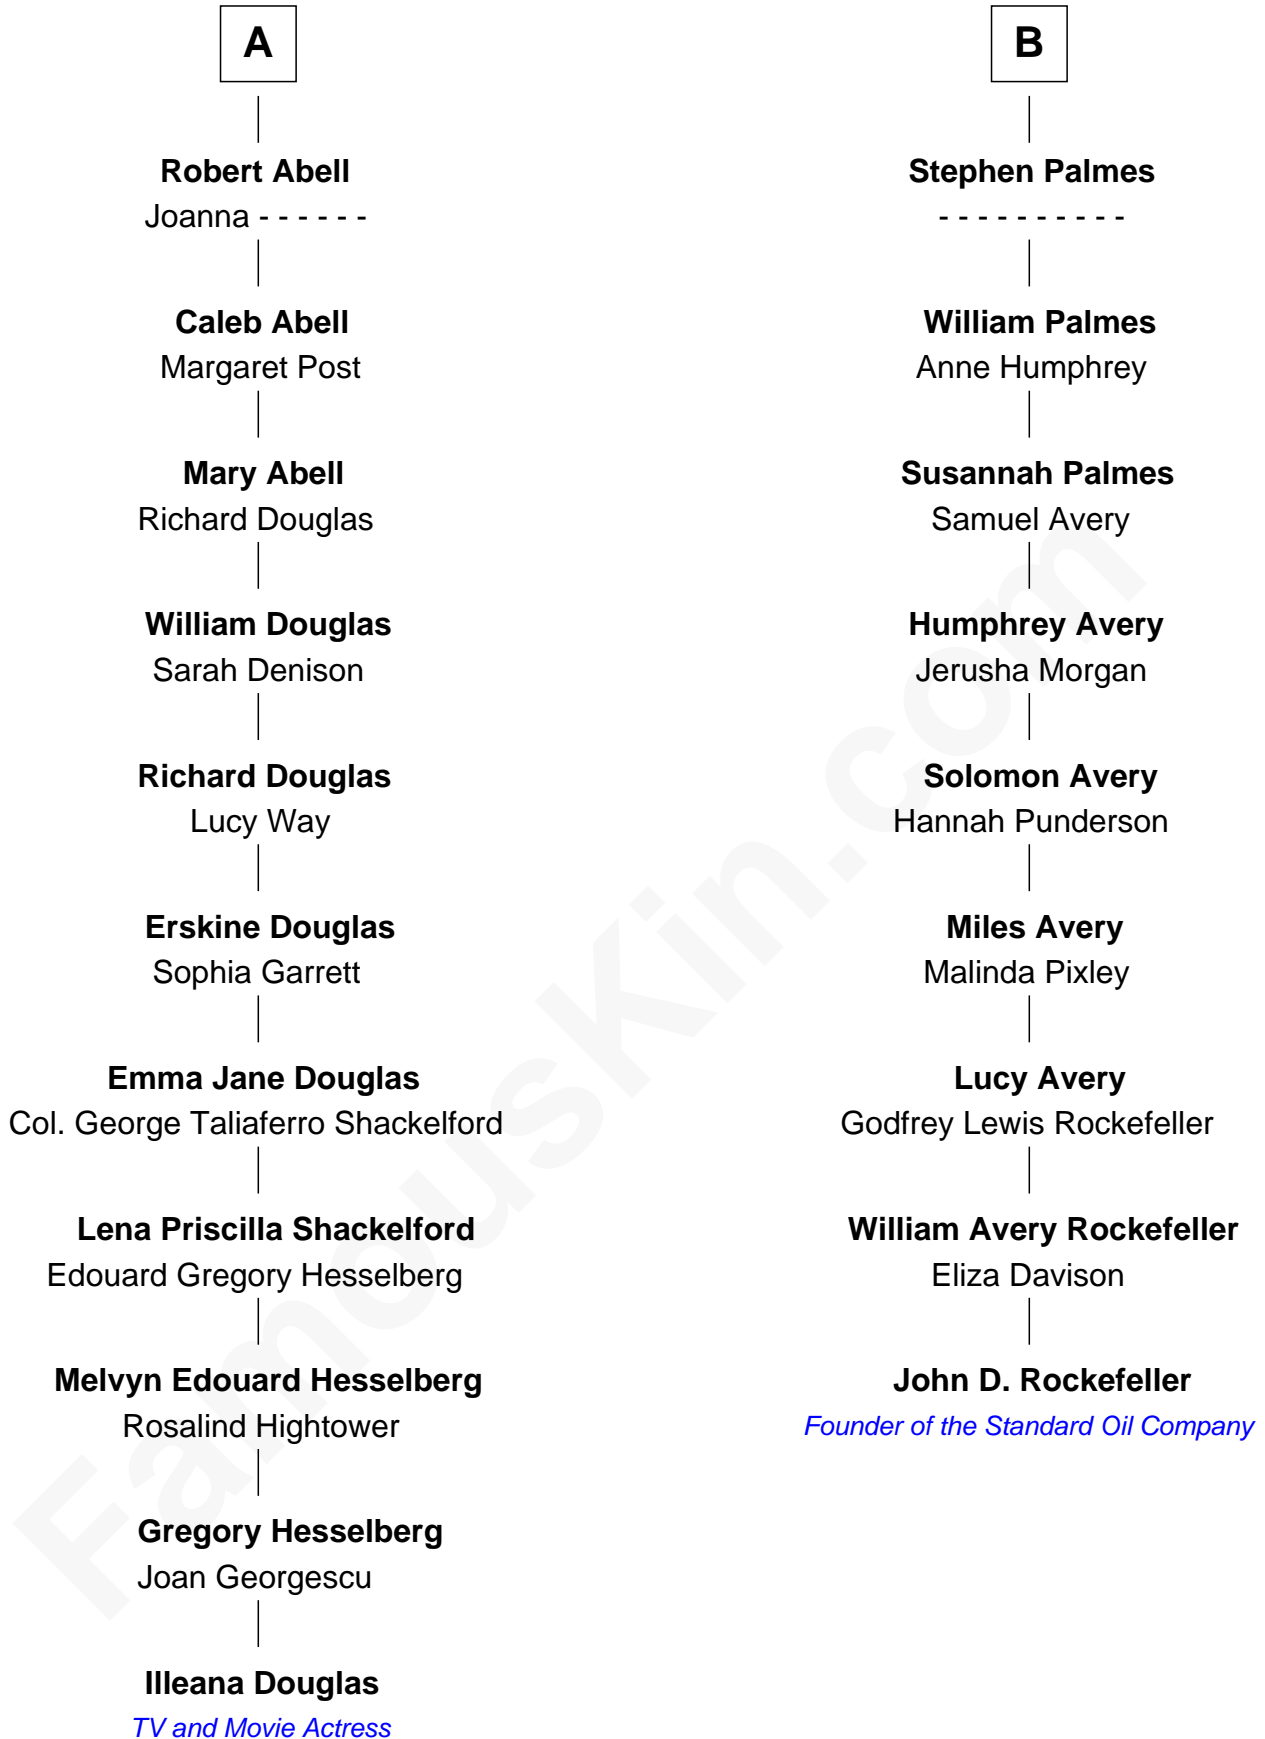 A
Robert Abell
Joanna - - - - - -
Caleb Abell
Margaret Post
Mary Abell
Richard Douglas
William Douglas
Sarah Denison
Richard Douglas
Lucy Way
Erskine Douglas
Sophia Garrett
Emma Jane Douglas
Col. George Taliaferro Shackelford
Lena Priscilla Shackelford
Edouard Gregory Hesselberg
Melvyn Edouard Hesselberg
Rosalind Hightower
Gregory Hesselberg
Joan Georgescu
Illeana Douglas
TV and Movie Actress
B
Stephen Palmes
- - - - - - - - - -
William Palmes
Anne Humphrey
Susannah Palmes
Samuel Avery
Humphrey Avery
Jerusha Morgan
Solomon Avery
Hannah Punderson
Miles Avery
Malinda Pixley
Lucy Avery
Godfrey Lewis Rockefeller
William Avery Rockefeller
Eliza Davison
John D. Rockefeller
Founder of the Standard Oil Company
FamousKin.com